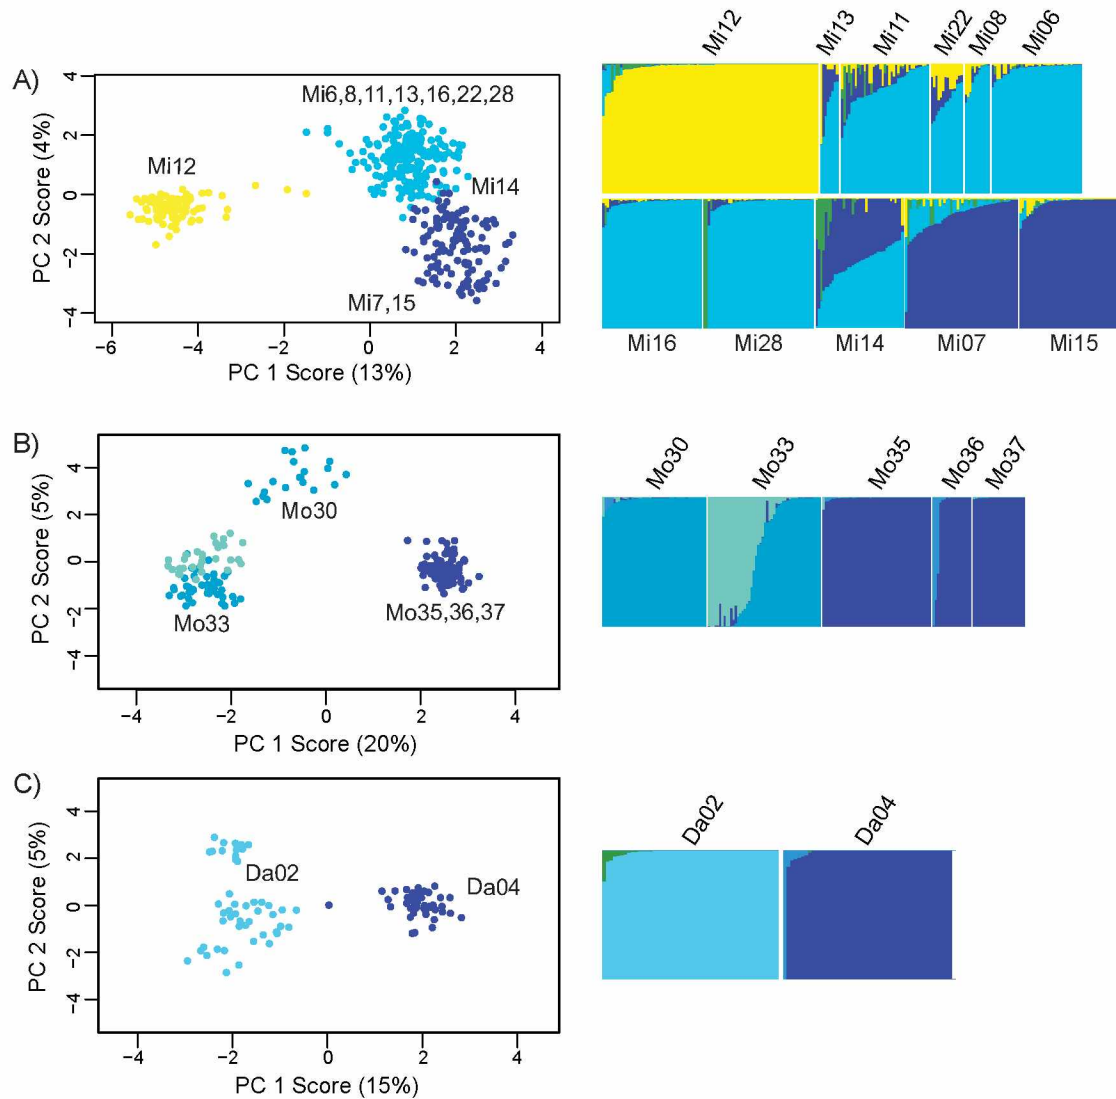 A)
Mi12
Mi13
Mi11
Mi22
Mi08
Mi06
4
2
0
−2
−4
PC 2 Score (4%)
Mi6,8,11,13,16,22,28
Mi12
Mi14
Mi7,15
−6
−4
−2
0
2
4
PC 1 Score (13%)
Mi16
Mi28
Mi14
Mi07
Mi15
B)
Mo30
Mo33
Mo35
Mo36
Mo37
4
2
0
−2
−4
PC 2 Score (5%)
Mo30
Mo33
Mo35,36,37
−4
−2
0
2
4
PC 1 Score (20%)
C)
Da02
Da04
4
2
0
−2
−4
PC 2 Score (5%)
Da02
Da04
−4
−2
0
2
4
PC 1 Score (15%)